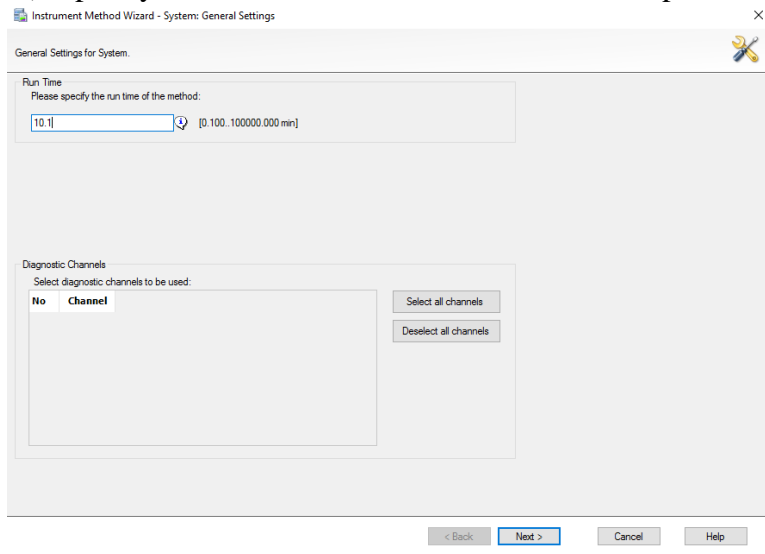 Instrument Method Wizard - System: General Settings
General Settings for System.
Run Time
Please specify the run time of the method:
10.1 [0.100..100000.000 min]
Diagnostic Channels
Select diagnostic channels to be used:
No Channel
Select all channels
Deselect all channels
< Back Next > Cancel Help